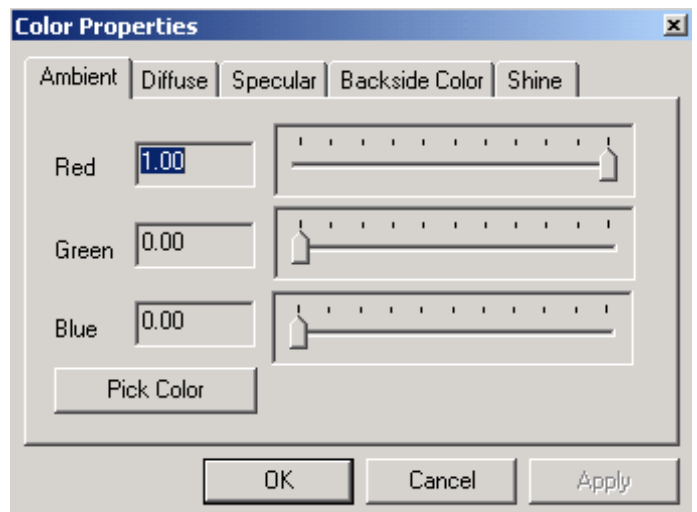 Color Properties
Ambient Diffuse Specular Backside Color Shine
Red 1.00
Green 0.00
Blue 0.00
Pick Color
OK Cancel Apply